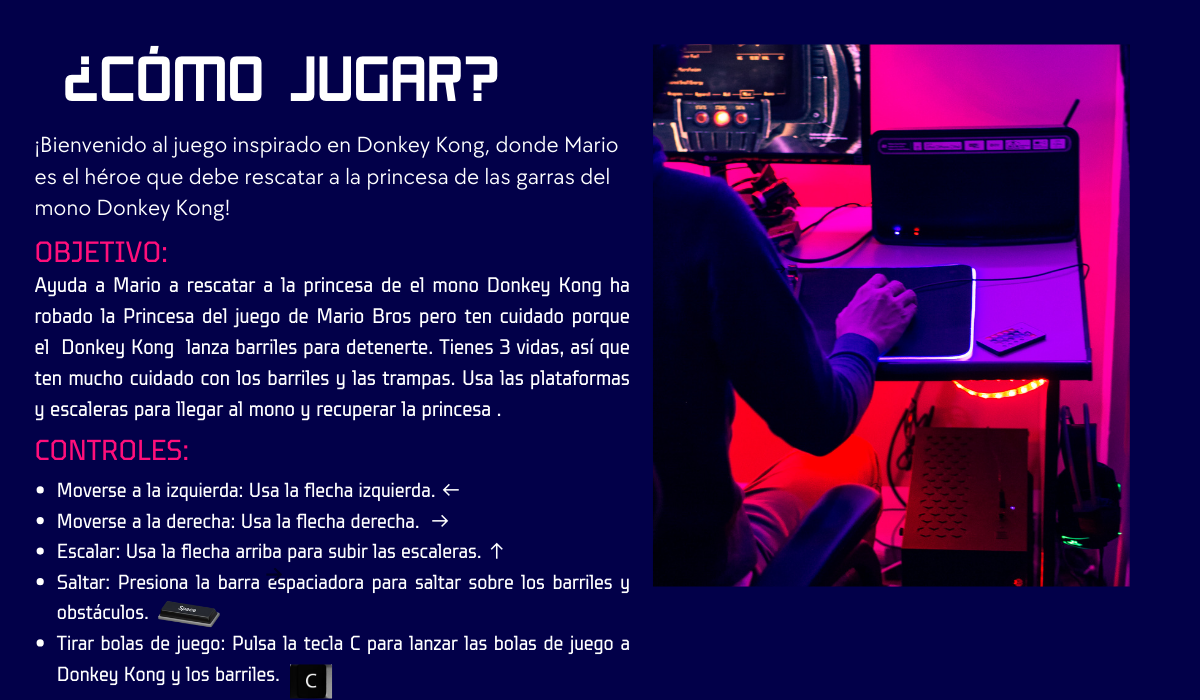 ¿CÓMO JUGAR?
¡Bienvenido al juego inspirado en Donkey Kong, donde Mario
es el héroe que debe rescatar a la princesa de las garras del
mono Donkey Kong!
OBJETIVO:
Ayuda a Mario a rescatar a la princesa de el mono Donkey Kong ha
robado la Princesa del juego de Mario Bros pero ten cuidado porque
el Donkey Kong lanza barriles para detenerte. Tienes 3 vidas, así que
ten mucho cuidado con los barriles y las trampas. Usa las plataformas
y escaleras para llegar al mono y recuperar la princesa .
CONTROLES:
• Moverse a la izquierda: Usa la flecha izquierda. ←
• Moverse a la derecha: Usa la flecha derecha. →
• Escalar: Usa la flecha arriba para subir las escaleras. ↑
• Saltar: Presiona la barra espaciadora para saltar sobre los barriles y
obstáculos. Space
• Tirar bolas de juego: Pulsa la tecla C para lanzar las bolas de juego a
Donkey Kong y los barriles. C